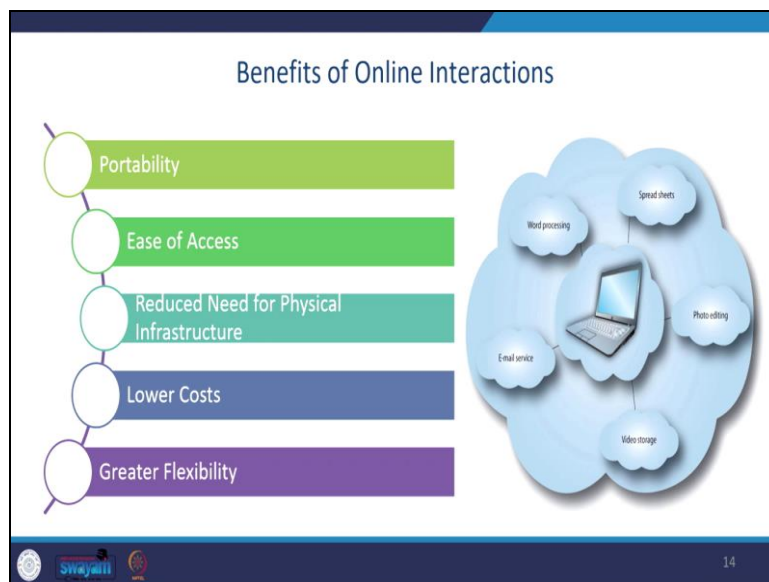 Benefits of Online Interactions
Portability
Ease of Access
Reduced Need for Physical
Infrastructure
Lower Costs
Greater Flexibility
Word processing
Spread sheets
Photo editing
E-mail service
Video storage
swayam
14